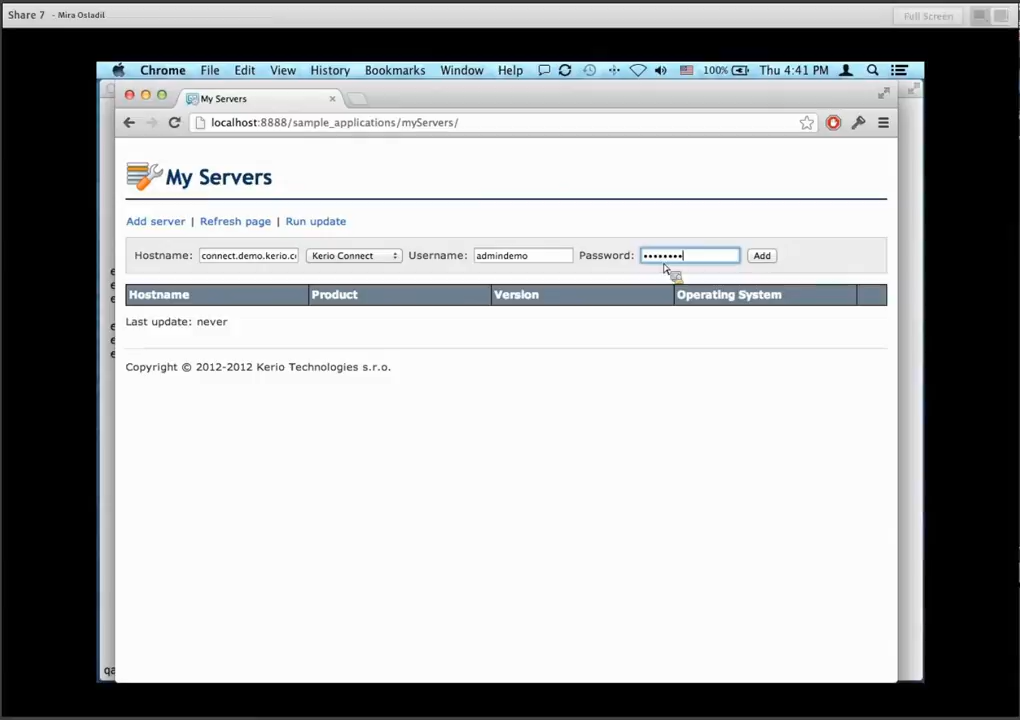 Share 7 - Mira Osladil
Full Screen
Chrome File Edit View History Bookmarks Window Help 100% Thu 4:41 PM
My Servers
localhost:8888/sample_applications/myServers/
My Servers
Add server | Refresh page | Run update
Hostname: connect.demo.kerio.c Kerio Connect Username: admindemo Password: •••••••• Add
Hostname Product Version Operating System
Last update: never
Copyright © 2012-2012 Kerio Technologies s.r.o.